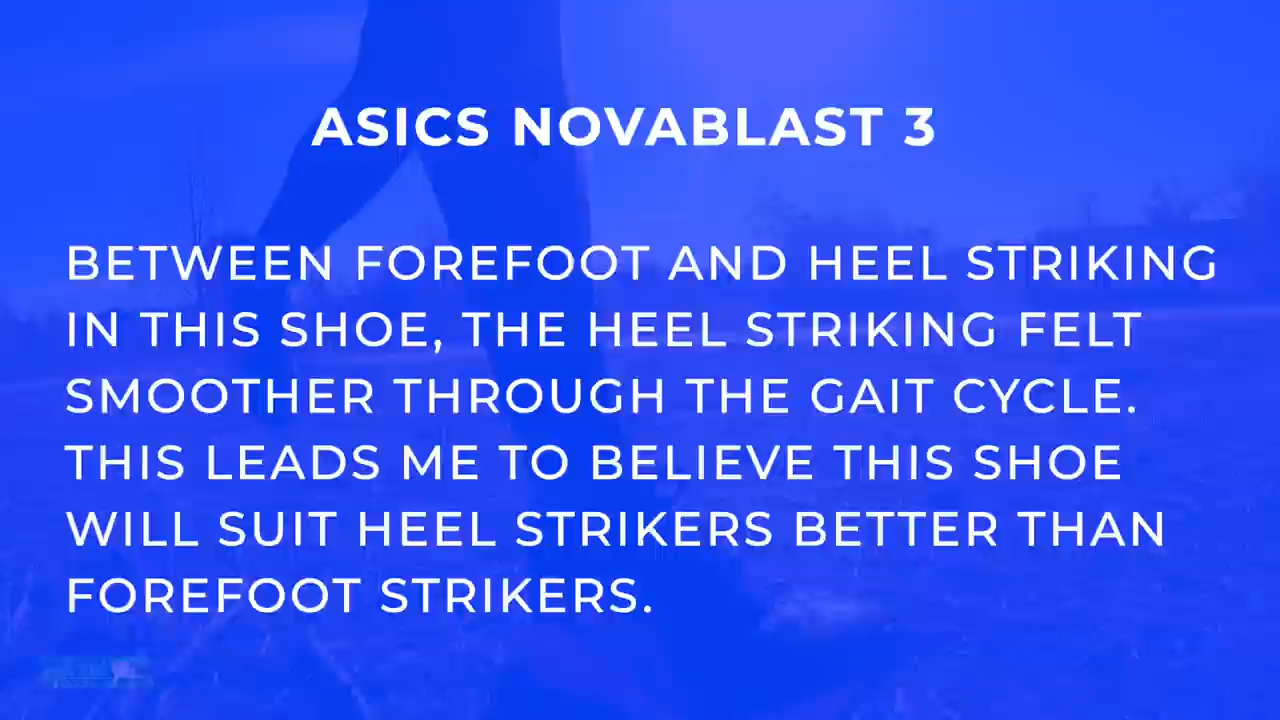 ASICS NOVABLAST 3
BETWEEN FOREFOOT AND HEEL STRIKING
IN THIS SHOE, THE HEEL STRIKING FELT
SMOOTHER THROUGH THE GAIT CYCLE.
THIS LEADS ME TO BELIEVE THIS SHOE
WILL SUIT HEEL STRIKERS BETTER THAN
FOREFOOT STRIKERS.